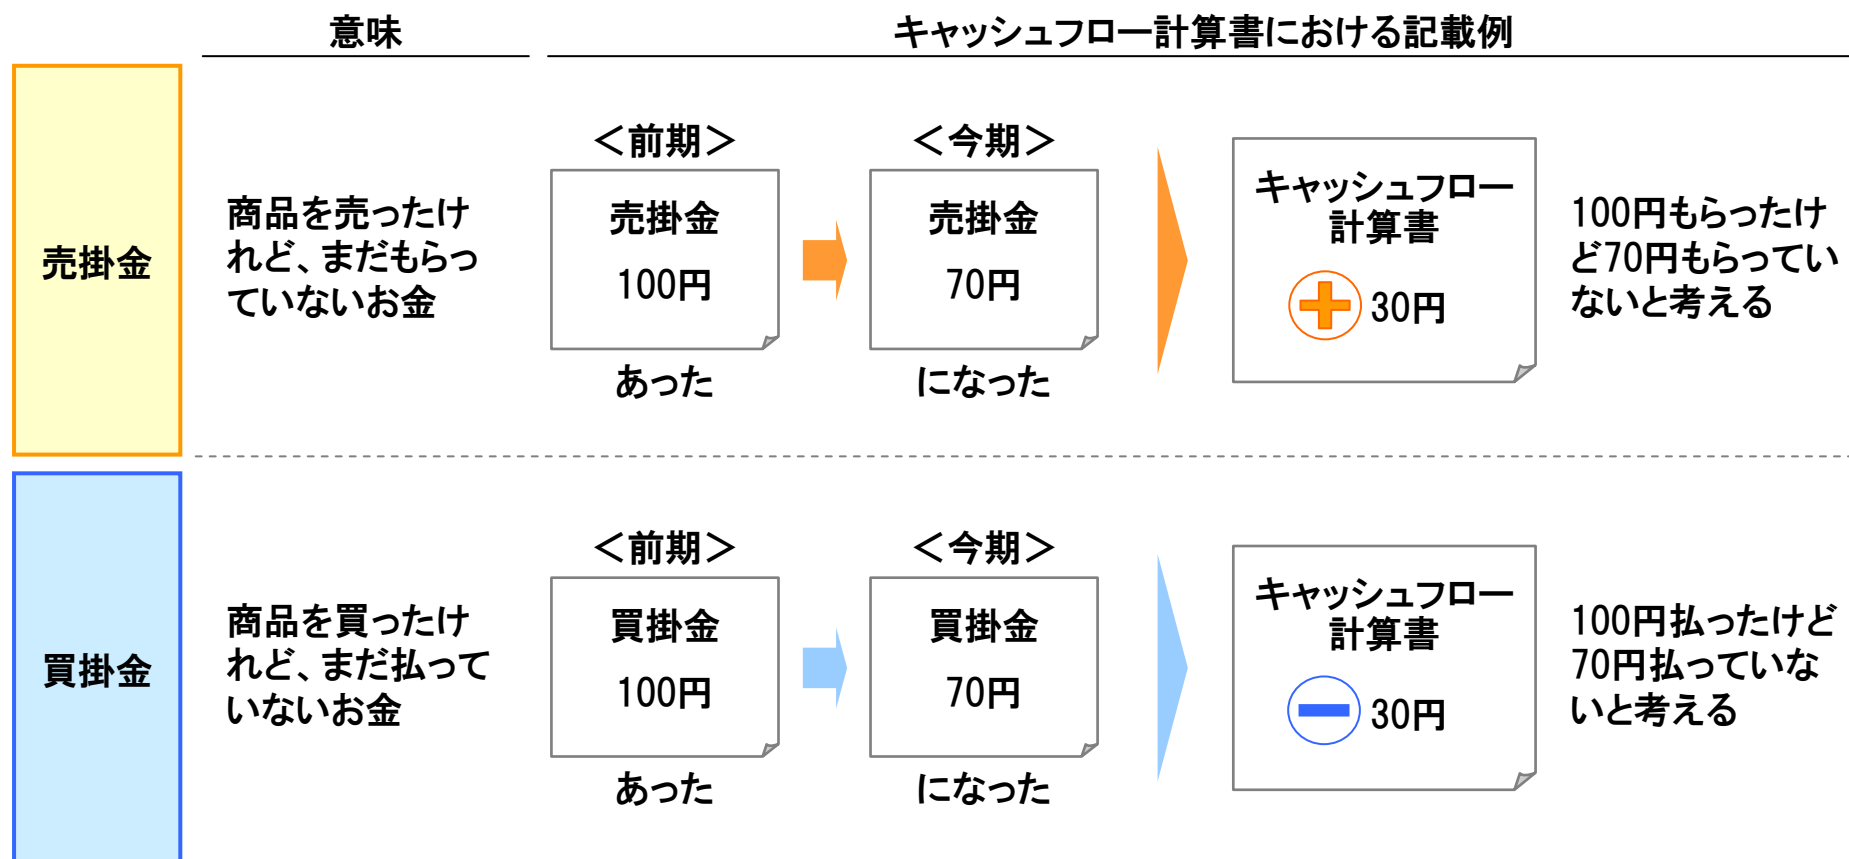 意味
キャッシュフロー計算書における記載例
売掛金
商品を売ったけ
れど、まだもらっ
ていないお金
＜前期＞
売掛金
100円
あった
＜今期＞
売掛金
70円
になった
キャッシュフロー
計算書
30円
100円もらったけ
ど70円もらってい
ないと考える
買掛金
商品を買ったけ
れど、まだ払って
いないお金
＜前期＞
買掛金
100円
あった
＜今期＞
買掛金
70円
になった
キャッシュフロー
計算書
30円
100円払ったけど
70円払っていな
いと考える